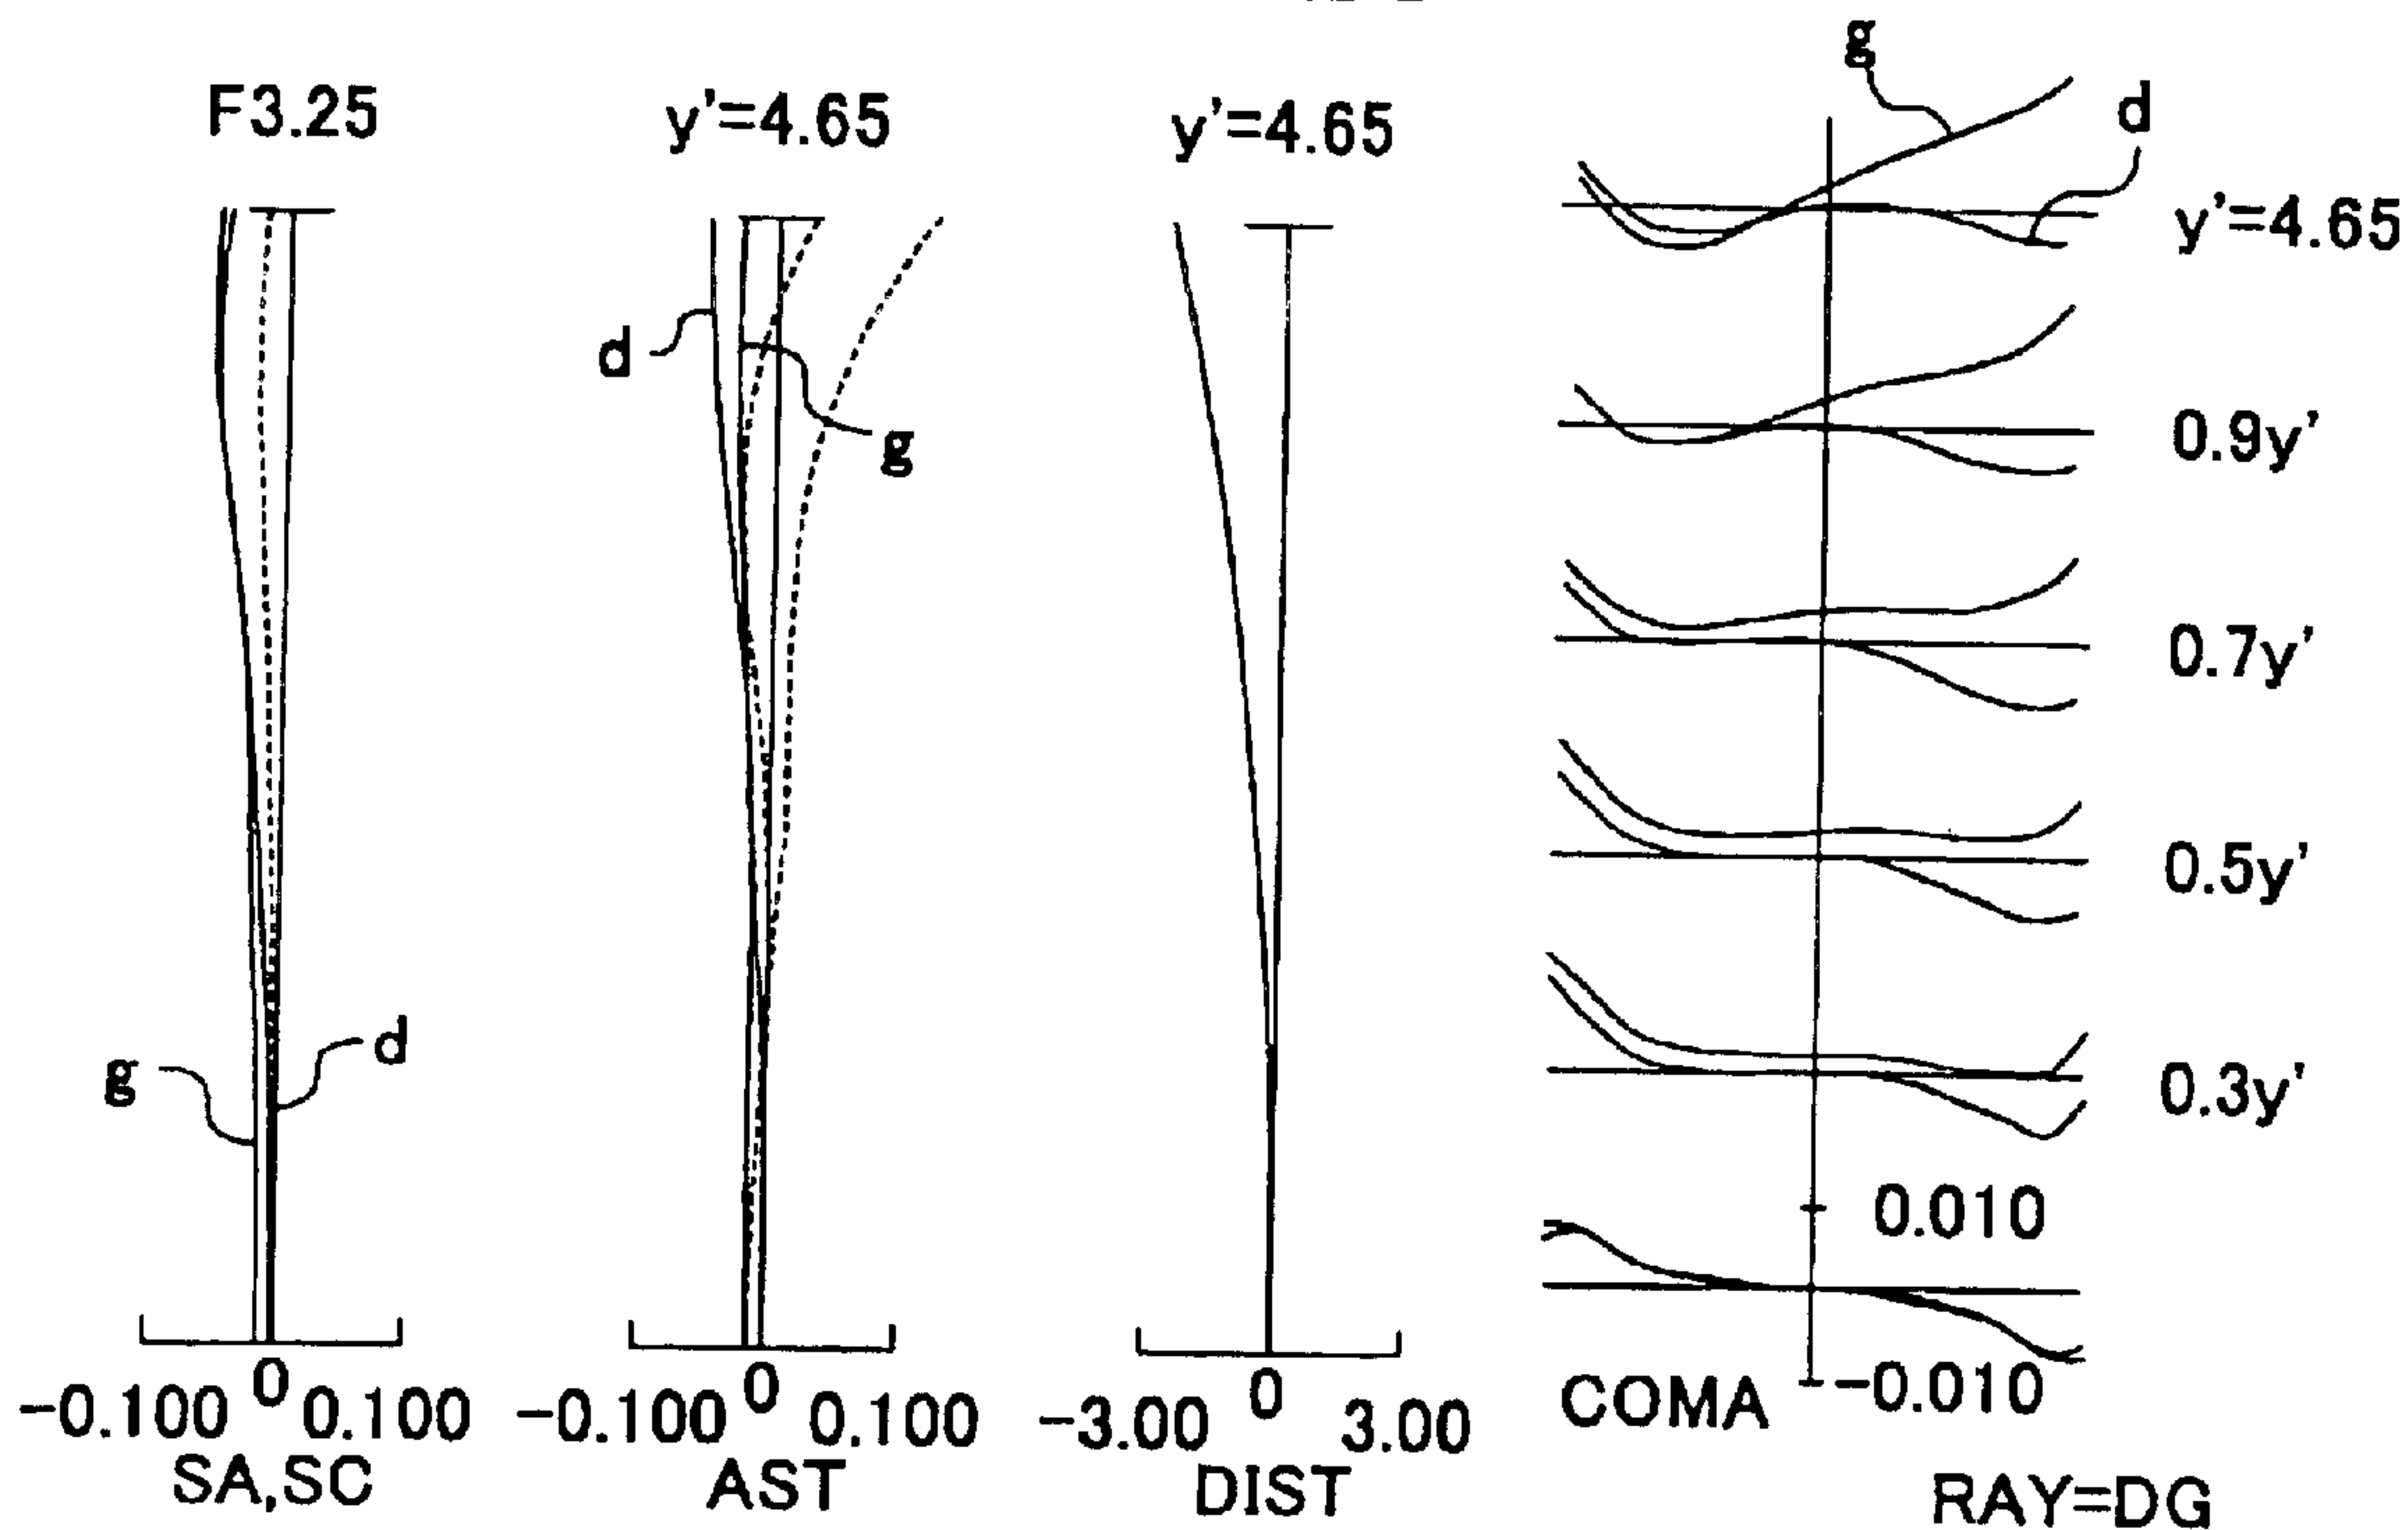 F3.25
d
g
-0.100 0 0.100
SA,SC
y'=4.65
d
g
-0.100 0 0.100
AST
y'=4.65
-3.00 0 3.00
DIST
g
d
y'=4.65
0.9y'
0.7y'
0.5y'
0.3y'
0.010
-0.010
COMA
RAY=DG